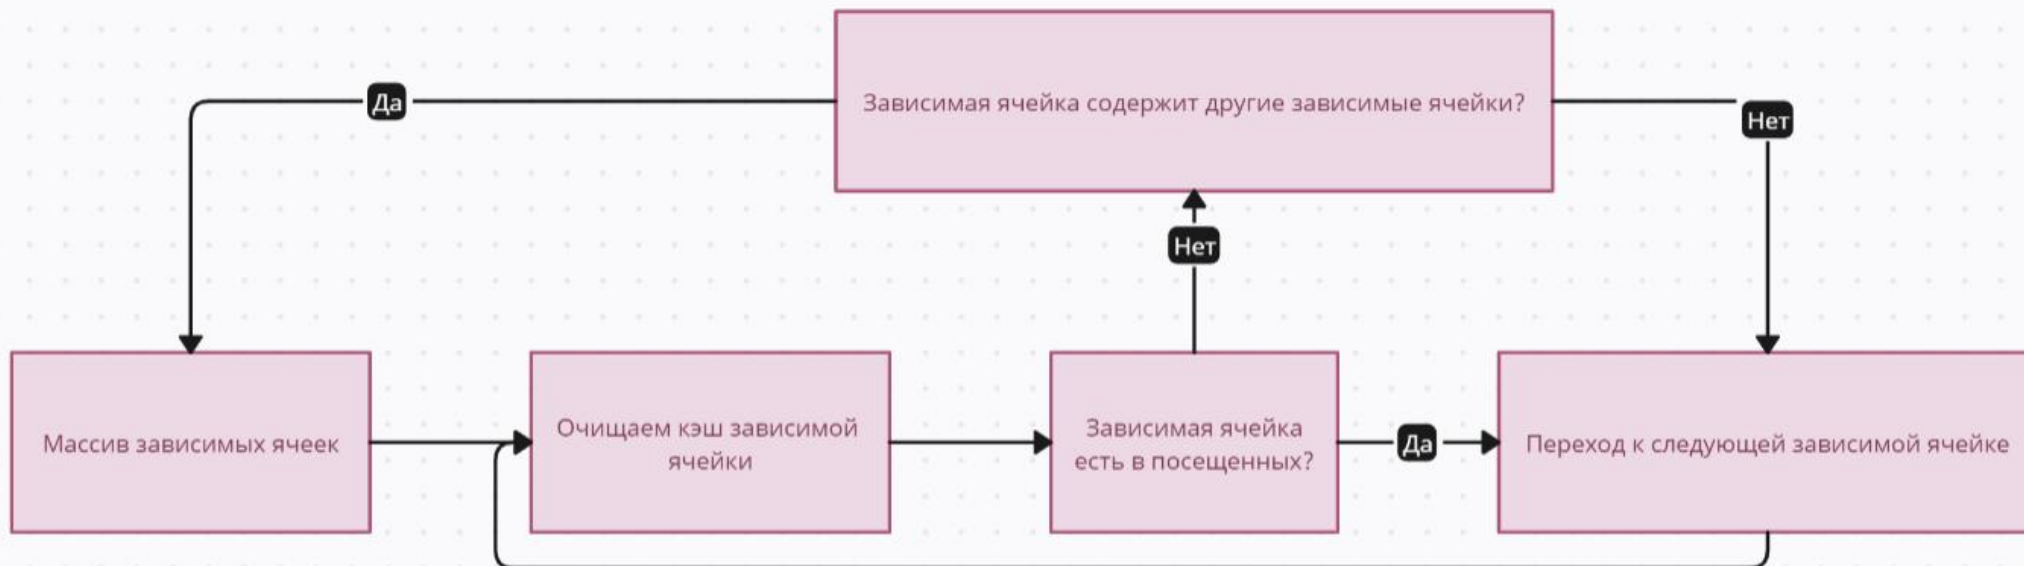 Да
Зависимая ячейка содержит другие зависимые ячейки?
Нет
Нет
Массив зависимых ячеек
Очищаем кэш зависимой
ячейки
Зависимая ячейка
есть в посещенных?
Да
Переход к следующей зависимой ячейке